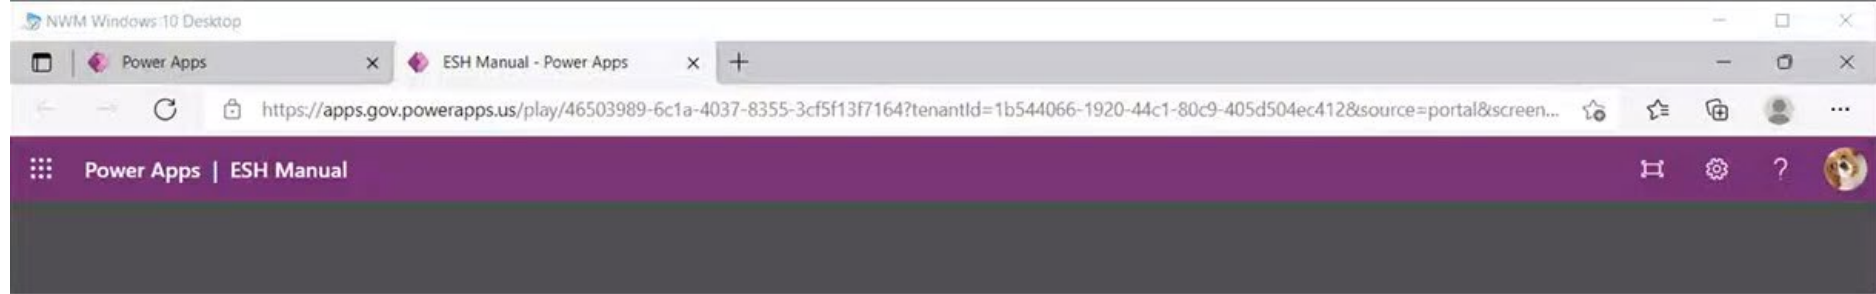 NWM Windows 10 Desktop
Power Apps
ESH Manual - Power Apps
https://apps.gov.powerapps.us/play/46503989-6c1a-4037-8355-3cf5f13f7164?tenantId=1b544066-1920-44c1-80c9-405d504ec412&source=portal&screen...
Power Apps | ESH Manual
?